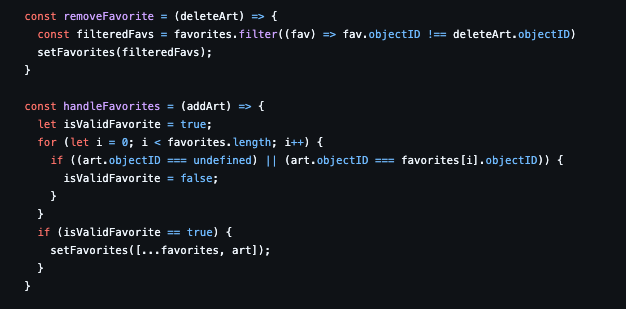 const removeFavorite = (deleteArt) => {
  const filteredFavs = favorites.filter((fav) => fav.objectID !== deleteArt.objectID)
  setFavorites(filteredFavs);
}

const handleFavorites = (addArt) => {
  let isValidFavorite = true;
  for (let i = 0; i < favorites.length; i++) {
    if ((art.objectID === undefined) || (art.objectID === favorites[i].objectID)) {
      isValidFavorite = false;
    }
  }
  if (isValidFavorite == true) {
    setFavorites([...favorites, art]);
  }
}